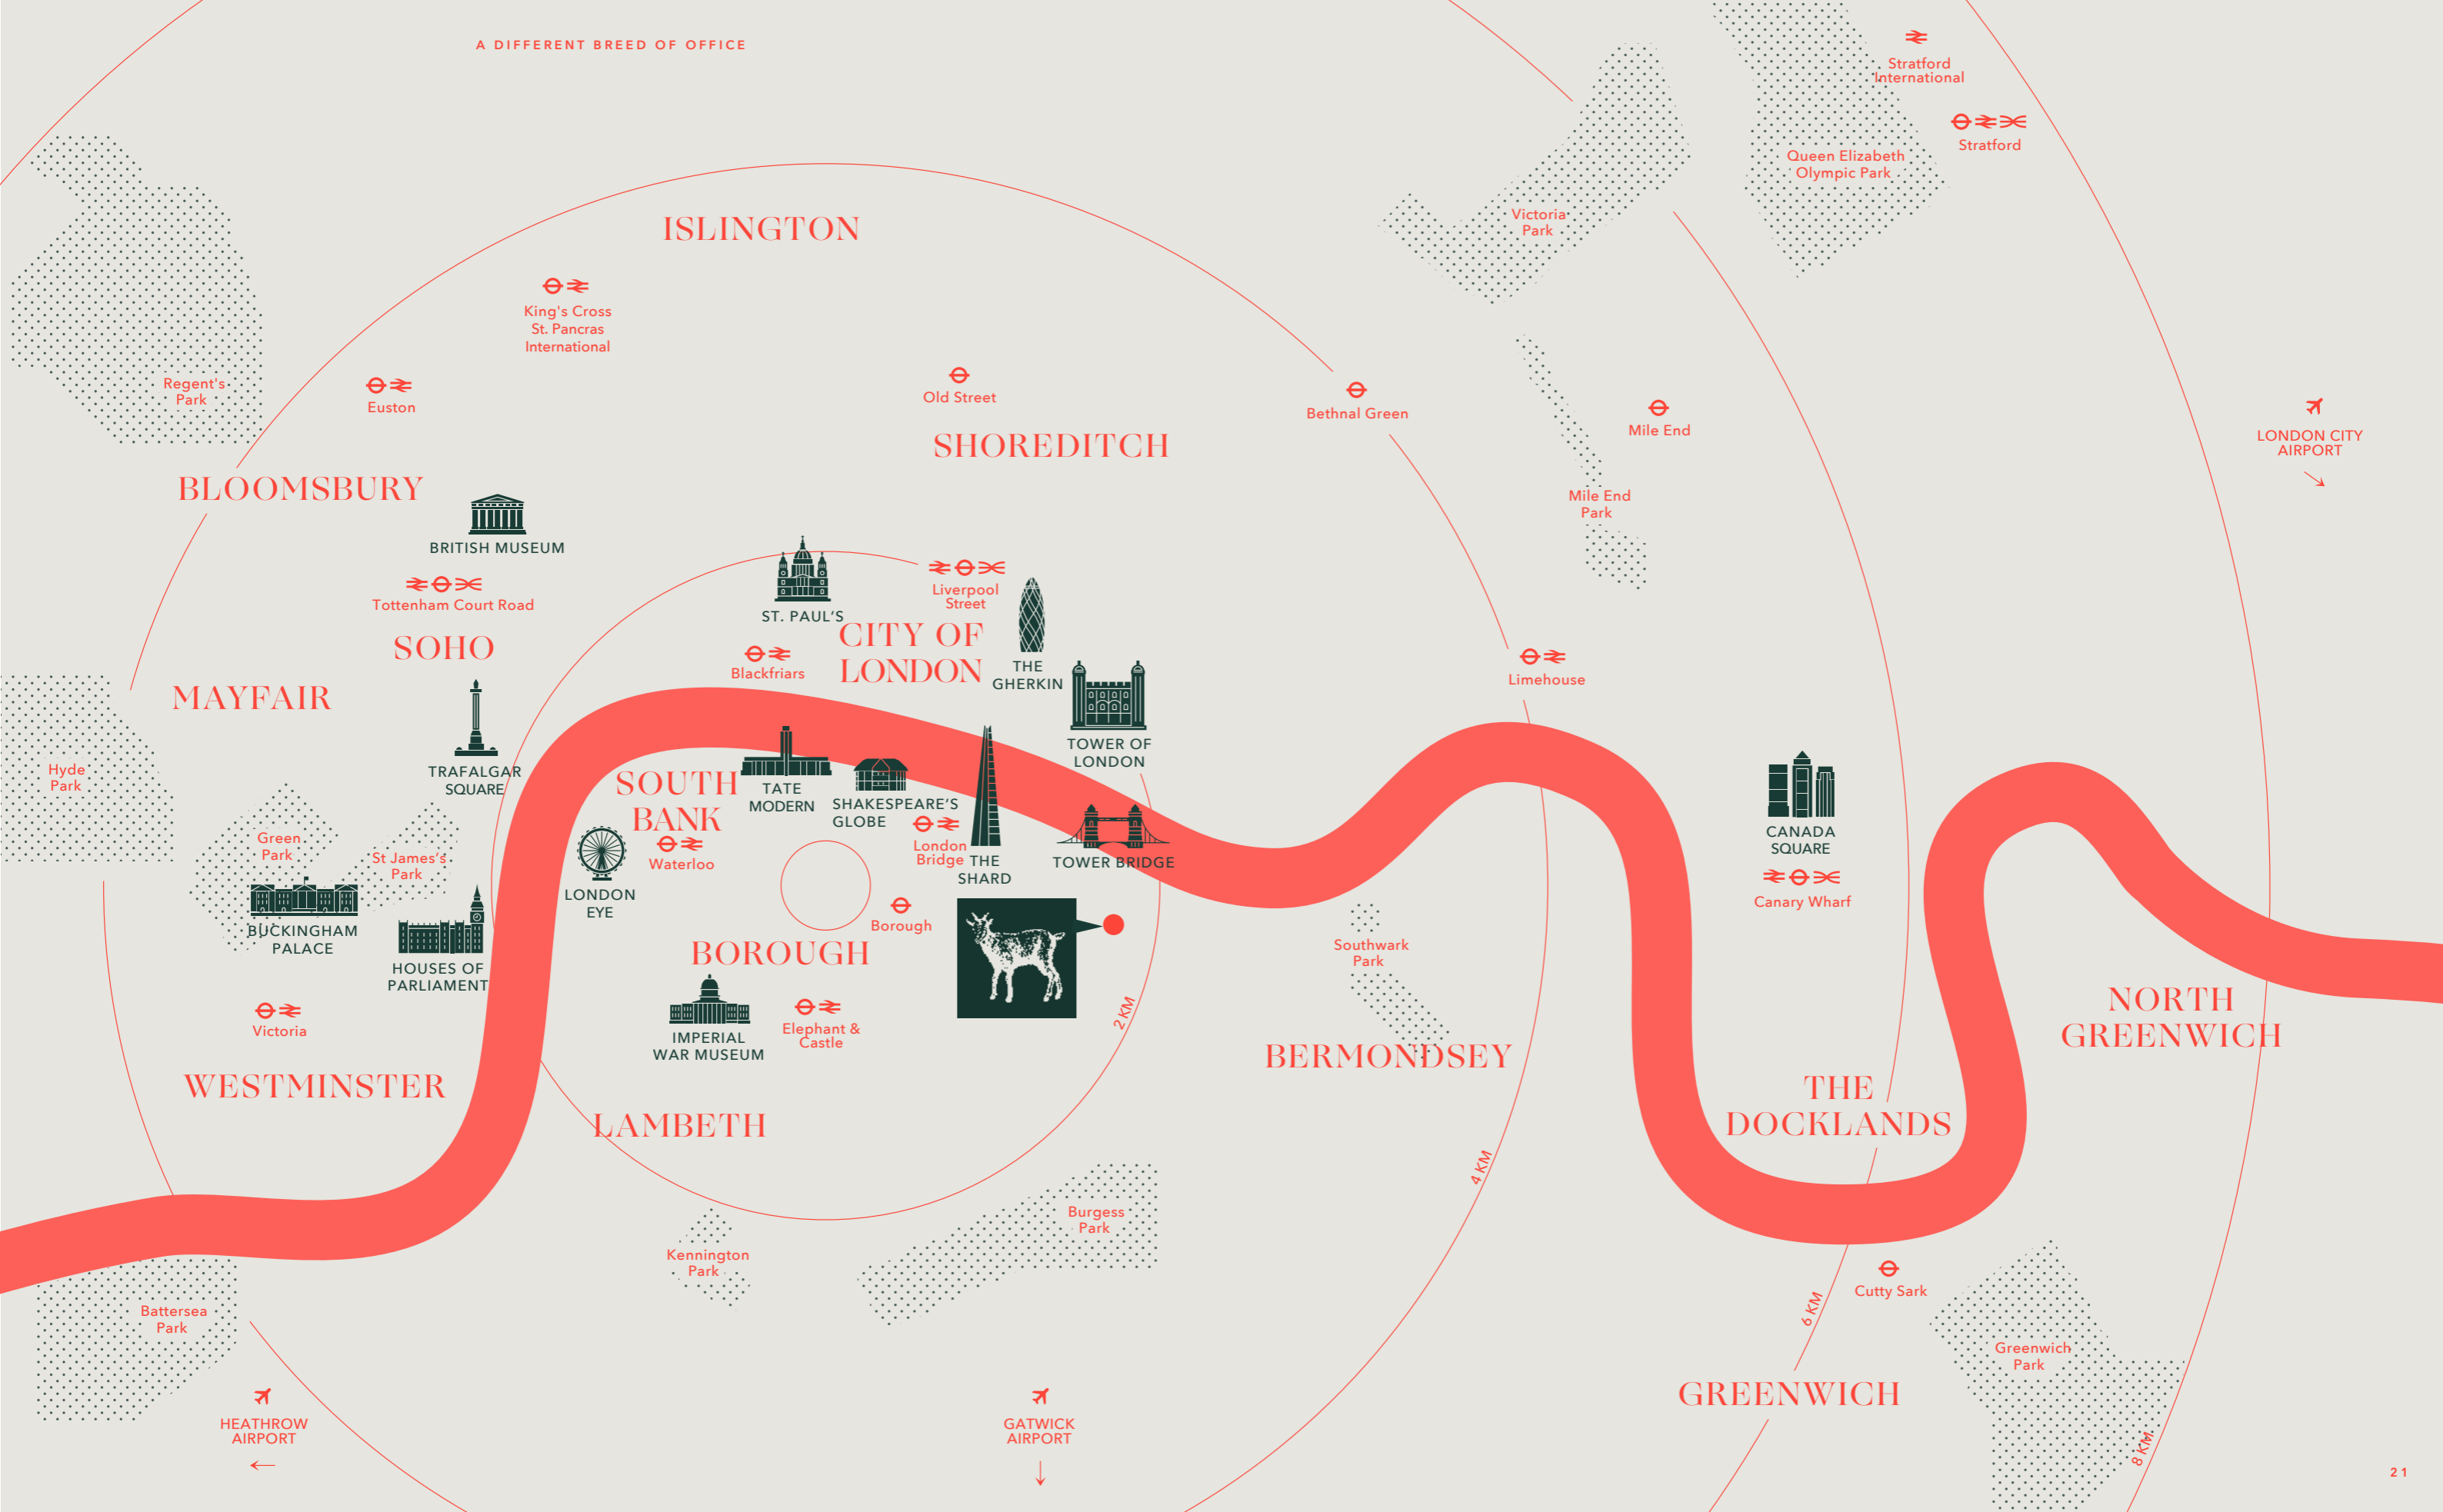 A DIFFERENT BREED OF OFFICE
Stratford
International
Stratford
Queen Elizabeth
Olympic Park
Victoria
Park
ISLINGTON
King's Cross
St. Pancras
International
Regent's
Park
Euston
Old Street
Bethnal Green
Mile End
LONDON CITY
AIRPORT
SHOREDITCH
BLOOMSBURY
Mile End
Park
BRITISH MUSEUM
Tottenham Court Road
ST. PAUL'S
Liverpool
Street
SOHO
CITY OF
LONDON
Blackfriars
THE
GHERKIN
Limehouse
MAYFAIR
TOWER OF
LONDON
Hyde
Park
TRAFALGAR
SQUARE
SOUTH
BANK
TATE
MODERN
SHAKESPEARE'S
GLOBE
CANADA
SQUARE
Green
Park
St James's
Park
Waterloo
London
Bridge
THE
SHARD
TOWER BRIDGE
Canary Wharf
LONDON
EYE
Borough
BUCKINGHAM
PALACE
HOUSES OF
PARLIAMENT
BOROUGH
Southwark
Park
Victoria
IMPERIAL
WAR MUSEUM
Elephant &
Castle
2 KM
NORTH
GREENWICH
BERMONDSEY
WESTMINSTER
THE
DOCKLANDS
LAMBETH
4 KM
Burgess
Park
Kennington
Park
Battersea
Park
Cutty Sark
6 KM
Greenwich
Park
GREENWICH
HEATHROW
AIRPORT
GATWICK
AIRPORT
8 KM
21